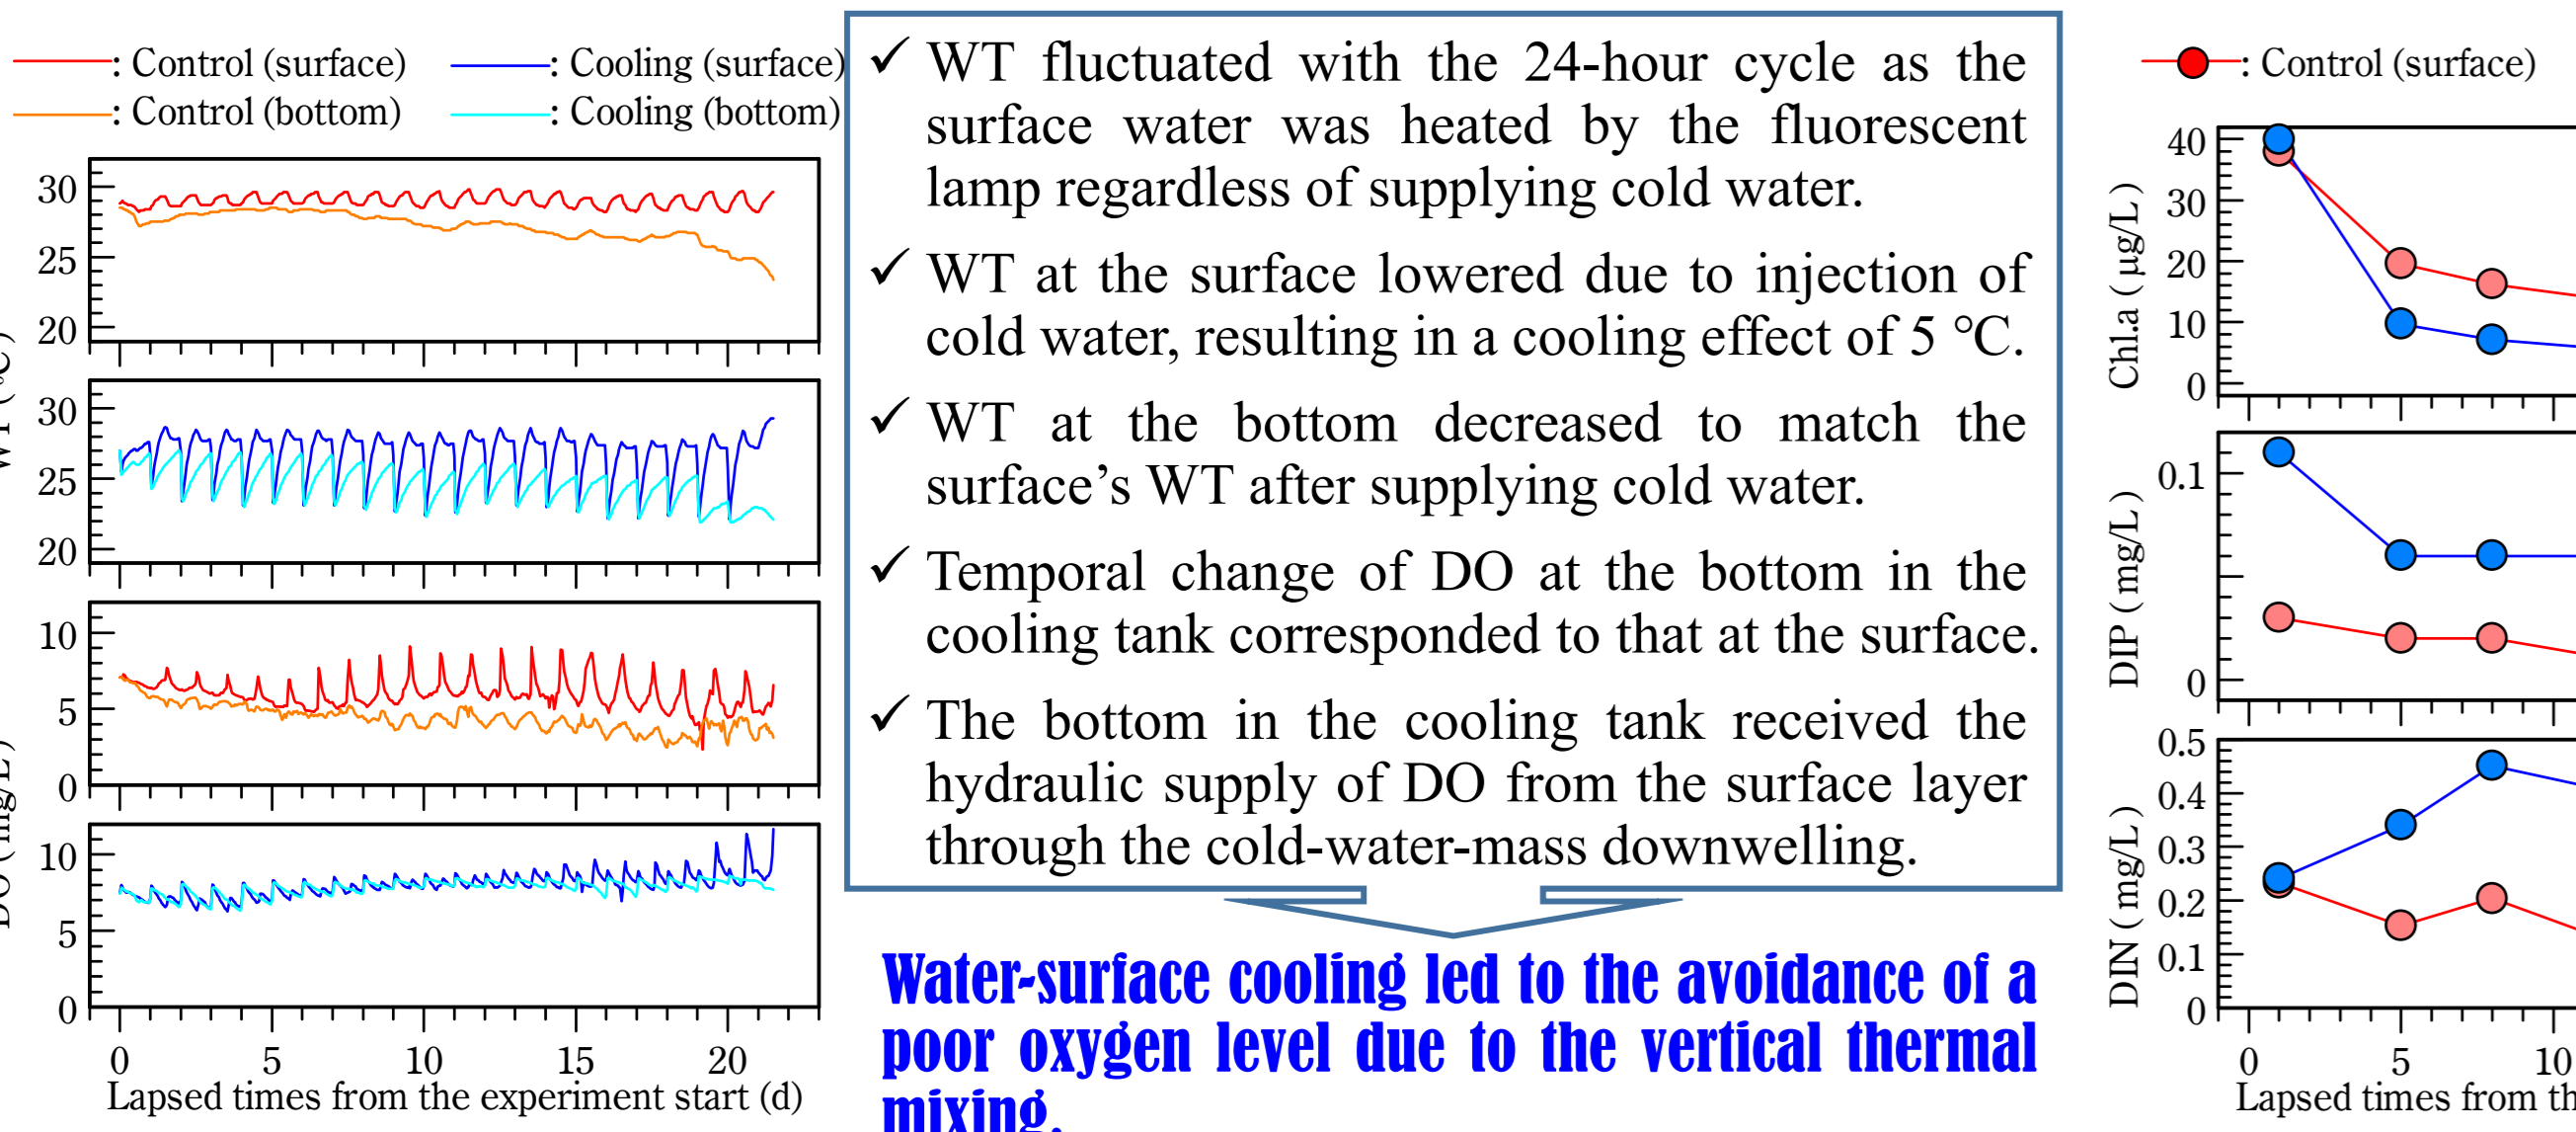 : Control (surface)
: Cooling (surface)
: Control (bottom)
: Cooling (bottom)
30
25
20
30
25
20
WT (℃)
10
5
0
10
5
0
DO (mg/L)
0 5 10 15 20
Lapsed times from the experiment start (d)
✓ WT fluctuated with the 24-hour cycle as the
surface water was heated by the fluorescent
lamp regardless of supplying cold water.
✓ WT at the surface lowered due to injection of
cold water, resulting in a cooling effect of 5 ℃.
✓ WT at the bottom decreased to match the
surface’s WT after supplying cold water.
✓ Temporal change of DO at the bottom in the
cooling tank corresponded to that at the surface.
✓ The bottom in the cooling tank received the
hydraulic supply of DO from the surface layer
through the cold-water-mass downwelling.
Water-surface cooling led to the avoidance of a
poor oxygen level due to the vertical thermal
mixing.
: Control (surface)
40
30
20
10
0
Chl.a (μg/L)
0.1
0
DIP (mg/L)
0.5
0.4
0.3
0.2
0.1
0
DIN (mg/L)
0 5 10
Lapsed times from th